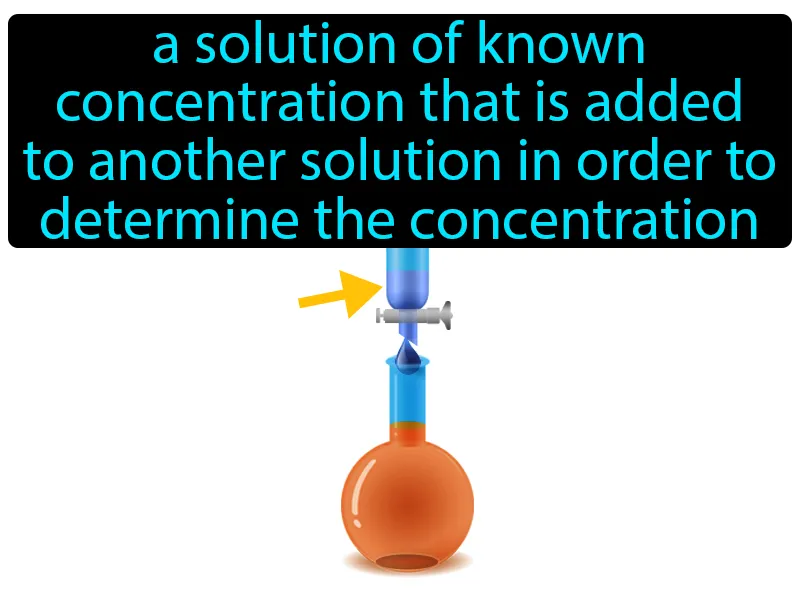 a solution of known
concentration that is added
to another solution in order to
determine the concentration